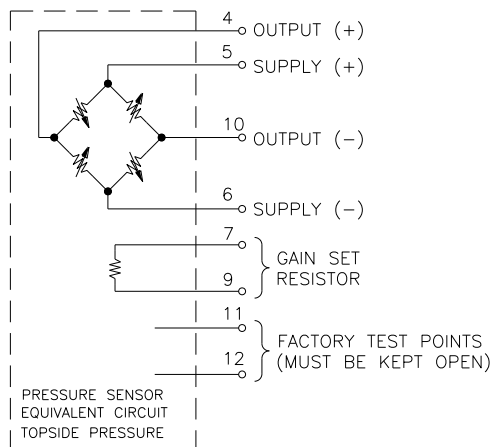 4
OUTPUT (+)
5
SUPPLY (+)
10
OUTPUT (-)
6
SUPPLY (-)
7
GAIN SET
RESISTOR
9
11
FACTORY TEST POINTS
(MUST BE KEPT OPEN)
12
PRESSURE SENSOR
EQUIVALENT CIRCUIT
TOPSIDE PRESSURE